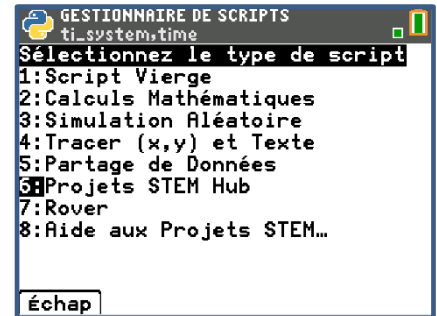 GESTIONNAIRE DE SCRIPTS
ti_system,time
Sélectionnez le type de script
1:Script Vierge
2:Calculs Mathématiques
3:Simulation Aléatoire
4:Tracer (x,y) et Texte
5:Partage de Données
6:Projets STEM Hub
7:Rover
8:Aide aux Projets STEM…
Échap